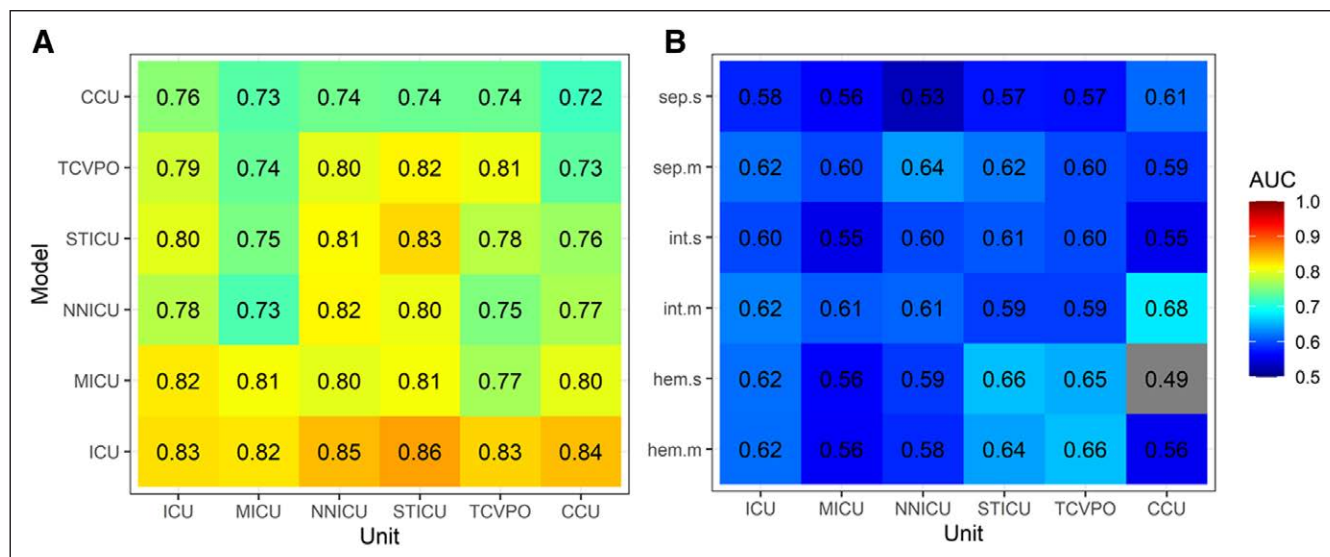 A
B
Model
CCU 0.76 0.73 0.74 0.74 0.74 0.72
TCVPO 0.79 0.74 0.80 0.82 0.81 0.73
STICU 0.80 0.75 0.81 0.83 0.78 0.76
NNICU 0.78 0.73 0.82 0.80 0.75 0.77
MICU 0.82 0.81 0.80 0.81 0.77 0.80
ICU 0.83 0.82 0.85 0.86 0.83 0.84
ICU MICU NNICU STICU TCVPO CCU
Unit
sep.s 0.58 0.56 0.53 0.57 0.57 0.61
sep.m 0.62 0.60 0.64 0.62 0.60 0.59
int.s 0.60 0.55 0.60 0.61 0.60 0.55
int.m 0.62 0.61 0.61 0.59 0.59 0.68
hem.s 0.62 0.56 0.59 0.66 0.65 0.49
hem.m 0.62 0.56 0.58 0.64 0.66 0.56
ICU MICU NNICU STICU TCVPO CCU
Unit
AUC
1.0
0.9
0.8
0.7
0.6
0.5